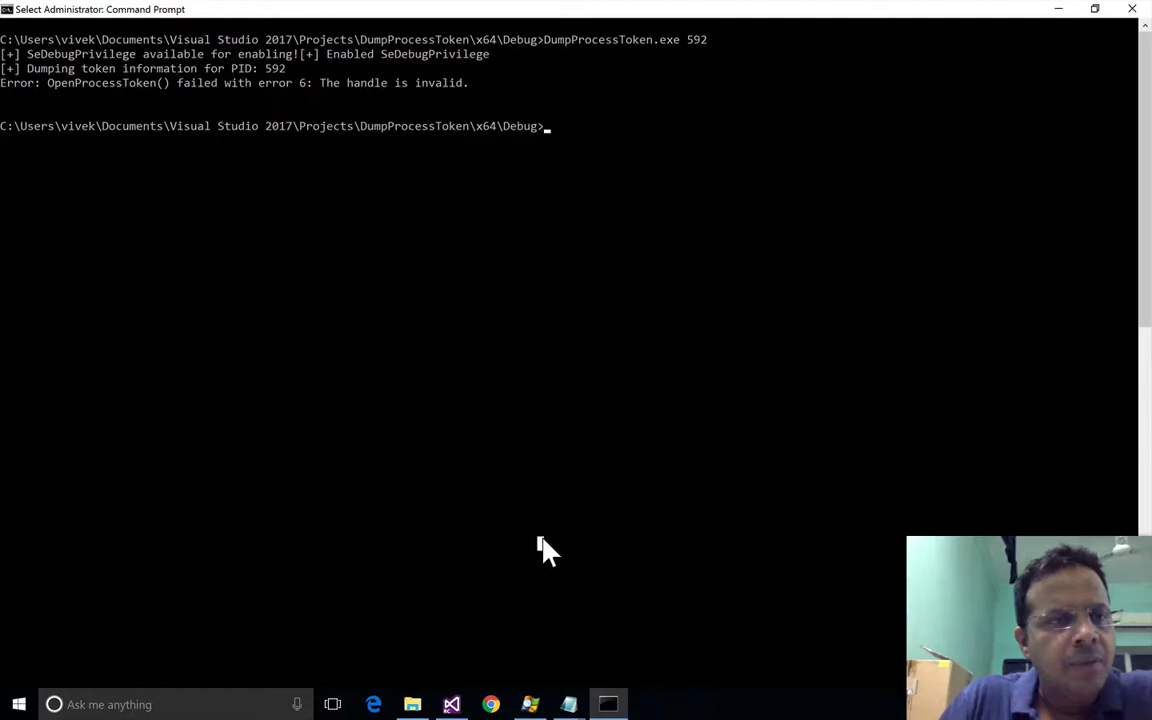 Select Administrator: Command Prompt
C:\Users\vivek\Documents\Visual Studio 2017\Projects\DumpProcessToken\x64\Debug>DumpProcessToken.exe 592
[+] SeDebugPrivilege available for enabling![+] Enabled SeDebugPrivilege
[+] Dumping token information for PID: 592
Error: OpenProcessToken() failed with error 6: The handle is invalid.
C:\Users\vivek\Documents\Visual Studio 2017\Projects\DumpProcessToken\x64\Debug>
Ask me anything